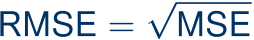 RMSE = √MSE